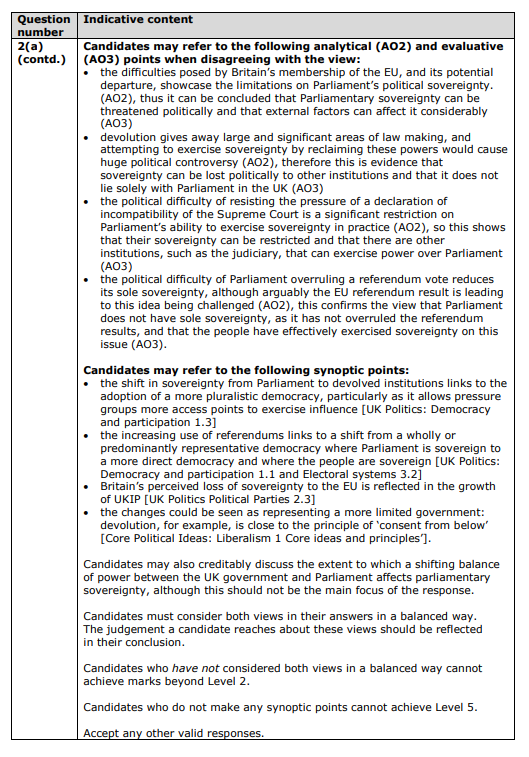 Question number
Indicative content
2(a) (contd.)
Candidates may refer to the following analytical (AO2) and evaluative
(AO3) points when disagreeing with the view:
• the difficulties posed by Britain's membership of the EU, and its potential
departure, showcase the limitations on Parliament's political sovereignty.
(AO2), thus it can be concluded that Parliamentary sovereignty can be
threatened politically and that external factors can affect it considerably
(AO3)
• devolution gives away large and significant areas of law making, and
attempting to exercise sovereignty by reclaiming these powers would cause
huge political controversy (AO2), therefore this is evidence that
sovereignty can be lost politically to other institutions and that it does not
lie solely with Parliament in the UK (AO3)
• the political difficulty of resisting the pressure of a declaration of
incompatibility of the Supreme Court is a significant restriction on
Parliament's ability to exercise sovereignty in practice (AO2), so this shows
that their sovereignty can be restricted and that there are other
institutions, such as the judiciary, that can exercise power over Parliament
(AO3)
• the political difficulty of Parliament overruling a referendum vote reduces
its sole sovereignty, although arguably the EU referendum result is leading
to this idea being challenged (AO2), this confirms the view that Parliament
does not have sole sovereignty, as it has not overruled the referendum
results, and that the people have effectively exercised sovereignty on this
issue (AO3).
Candidates may refer to the following synoptic points:
• the shift in sovereignty from Parliament to devolved institutions links to the
adoption of a more pluralistic democracy, particularly as it allows pressure
groups more access points to exercise influence [UK Politics: Democracy
and participation 1.3]
• the increasing use of referendums links to a shift from a wholly or
predominantly representative democracy where Parliament is sovereign to
a more direct democracy and where the people are sovereign [UK Politics:
Democracy and participation 1.1 and Electoral systems 3.2]
• Britain's perceived loss of sovereignty to the EU is reflected in the growth
of UKIP [UK Politics Political Parties 2.3]
• the changes could be seen as representing a more limited government:
devolution, for example, is close to the principle of 'consent from below'
[Core Political Ideas: Liberalism 1 Core ideas and principles'].
Candidates may also creditably discuss the extent to which a shifting balance
of power between the UK government and Parliament affects parliamentary
sovereignty, although this should not be the main focus of the response.
Candidates must consider both views in their answers in a balanced way.
The judgement a candidate reaches about these views should be reflected
in their conclusion.
Candidates who have not considered both views in a balanced way cannot
achieve marks beyond Level 2.
Candidates who do not make any synoptic points cannot achieve Level 5.
Accept any other valid responses.